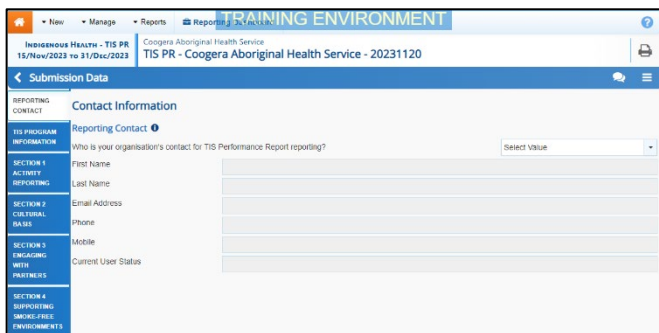 New
Manage
Reports
Reporting Dashboard
TRAINING ENVIRONMENT
INDIGENOUS HEALTH - TIS PR
15/Nov/2023 TO 31/Dec/2023
Coogera Aboriginal Health Service
TIS PR - Coogera Aboriginal Health Service - 20231120
Submission Data
REPORTING
CONTACT
TIS PROGRAM
INFORMATION
SECTION 1
ACTIVITY
REPORTING
SECTION 2
CULTURAL
BASIS
SECTION 3
ENGAGING
WITH
PARTNERS
SECTION 4
SUPPORTING
SMOKE-FREE
ENVIRONMENTS
Contact Information
Reporting Contact
Who is your organisation's contact for TIS Performance Report reporting?
Select Value
First Name
Last Name
Email Address
Phone
Mobile
Current User Status